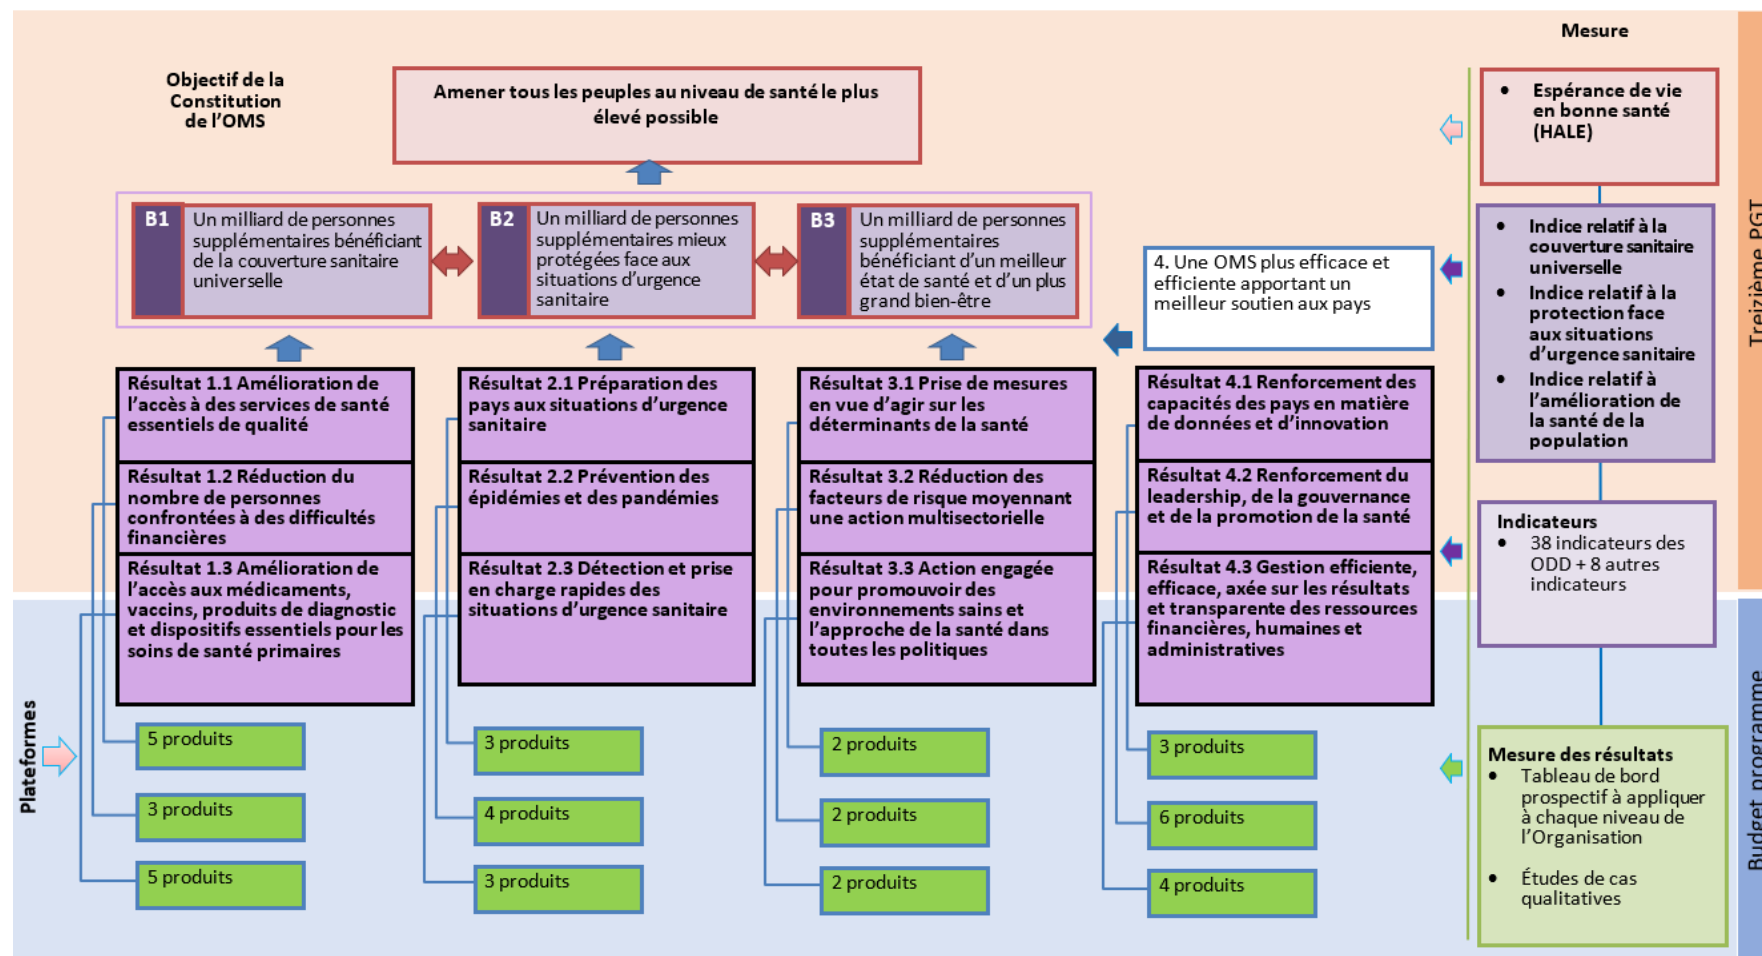 Mesure
Objectif de la
Constitution
de l'OMS
Amener tous les peuples au niveau de santé le plus
élevé possible
• Espérance de vie
en bonne santé
(HALE)
B1
Un milliard de personnes
supplémentaires bénéficiant
de la couverture sanitaire
universelle
B2
Un milliard de personnes
supplémentaires mieux
protégées face aux
situations d'urgence
sanitaire
B3
Un milliard de personnes
supplémentaires
bénéficiant d'un meilleur
état de santé et d'un plus
grand bien-être
4. Une OMS plus efficace et
efficiente apportant un
meilleur soutien aux pays
• Indice relatif à la
couverture sanitaire
universelle
• Indice relatif à la
protection face
aux situations
d'urgence sanitaire
• Indice relatif à
l'amélioration de
la santé de la
population
Treizième PGT
Résultat 1.1 Amélioration de
l'accès à des services de santé
essentiels de qualité
Résultat 1.2 Réduction du
nombre de personnes
confrontées à des difficultés
financières
Résultat 1.3 Amélioration de
l'accès aux médicaments,
vaccins, produits de diagnostic
et dispositifs essentiels pour les
soins de santé primaires
Résultat 2.1 Préparation des
pays aux situations d'urgence
sanitaire
Résultat 2.2 Prévention des
épidémies et des pandémies
Résultat 2.3 Détection et prise
en charge rapides des
situations d'urgence sanitaire
Résultat 3.1 Prise de mesures
en vue d'agir sur les
déterminants de la santé
Résultat 3.2 Réduction des
facteurs de risque moyennant
une action multisectorielle
Résultat 3.3 Action engagée
pour promouvoir des
environnements sains et
l'approche de la santé dans
toutes les politiques
Résultat 4.1 Renforcement des
capacités des pays en matière
de données et d'innovation
Résultat 4.2 Renforcement du
leadership, de la gouvernance
et de la promotion de la santé
Résultat 4.3 Gestion efficiente,
efficace, axée sur les résultats
et transparente des ressources
financières, humaines et
administratives
Indicateurs
• 38 indicateurs des
ODD + 8 autres
indicateurs
Plateformes
5 produits
3 produits
5 produits
3 produits
4 produits
3 produits
2 produits
2 produits
2 produits
3 produits
6 produits
4 produits
Mesure des résultats
• Tableau de bord
prospectif à appliquer
à chaque niveau de
l'Organisation
• Études de cas
qualitatives
Budget programme